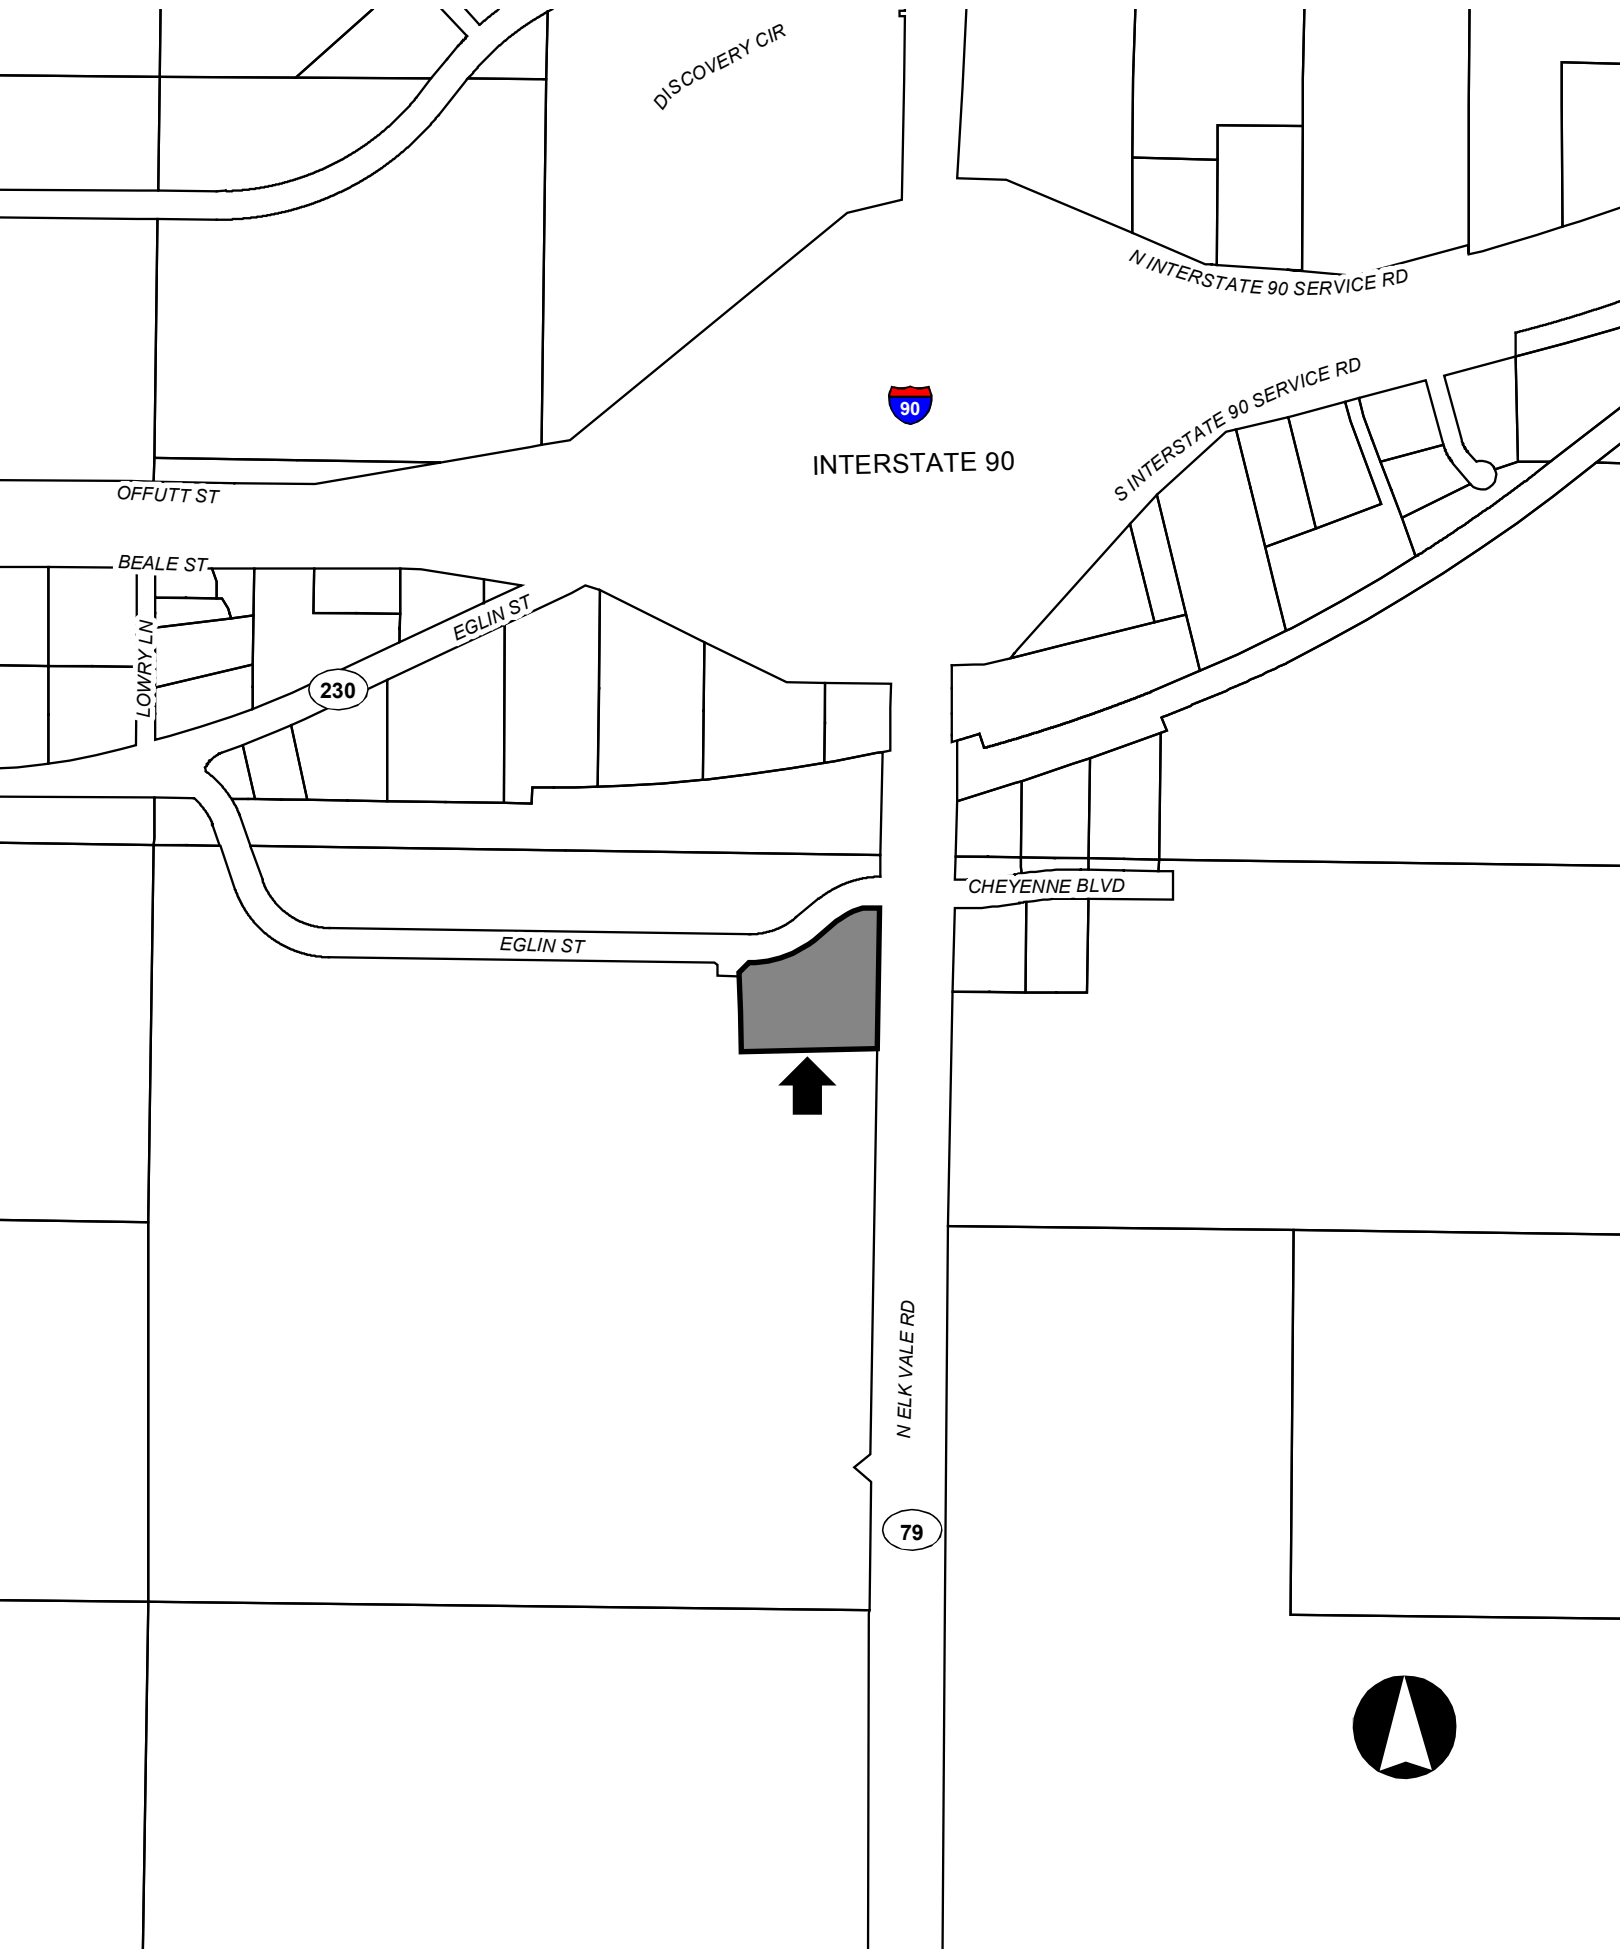 DISCOVERY CIR
N INTERSTATE 90 SERVICE RD
S INTERSTATE 90 SERVICE RD
90
INTERSTATE 90
OFFUTT ST
BEALE ST
EGLIN ST
LOWRY LN
230
CHEYENNE BLVD
EGLIN ST
N ELK VALE RD
79